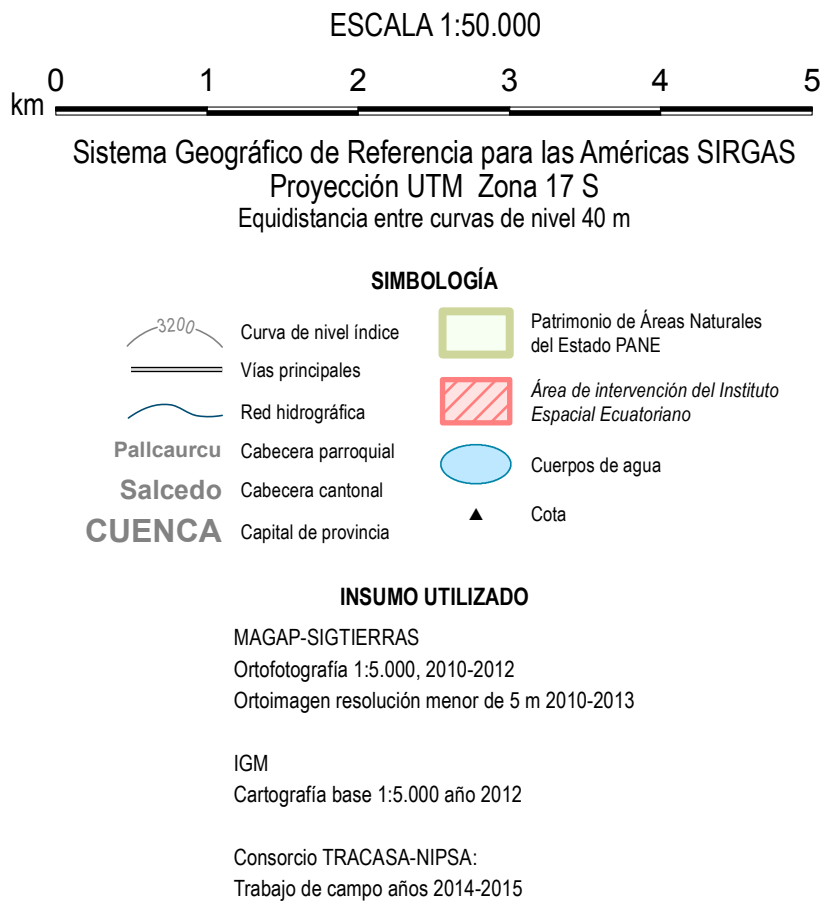 ESCALA 1:50.000
0 1 2 3 4 5
km
Sistema Geográfico de Referencia para las Américas SIRGAS
Proyección UTM Zona 17 S
Equidistancia entre curvas de nivel 40 m
SIMBOLOGÍA
3200 Curva de nivel índice
Vías principales
Red hidrográfica
Pallcaurcu Cabecera parroquial
Salcedo Cabecera cantonal
CUENCA Capital de provincia
Patrimonio de Áreas Naturales
del Estado PANE
Área de intervención del Instituto
Espacial Ecuatoriano
Cuerpos de agua
Cota
INSUMO UTILIZADO
MAGAP-SIGTIERRAS
Ortofotografía 1:5.000, 2010-2012
Ortoimagen resolución menor de 5 m 2010-2013
IGM
Cartografía base 1:5.000 año 2012
Consorcio TRACASA-NIPSA:
Trabajo de campo años 2014-2015